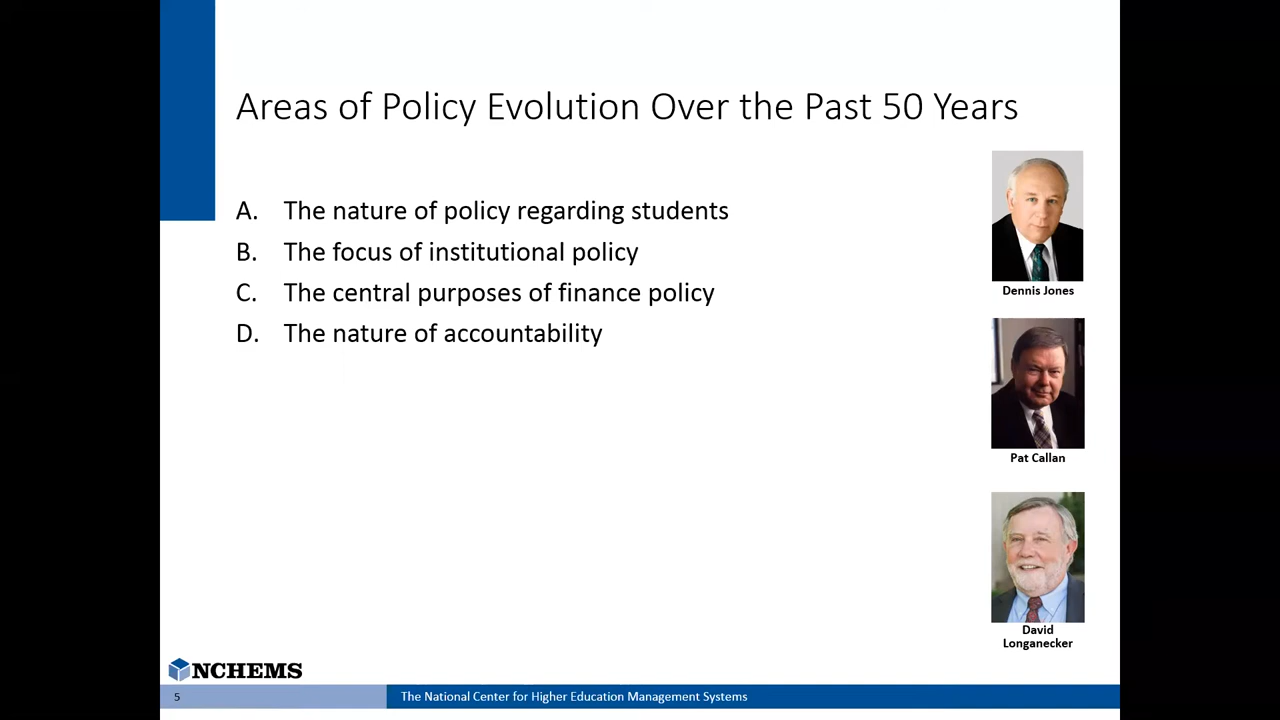 Areas of Policy Evolution Over the Past 50 Years
A. The nature of policy regarding students
B. The focus of institutional policy
C. The central purposes of finance policy
D. The nature of accountability
Dennis Jones
Pat Callan
David
Longanecker
NCHEMS
5
The National Center for Higher Education Management Systems